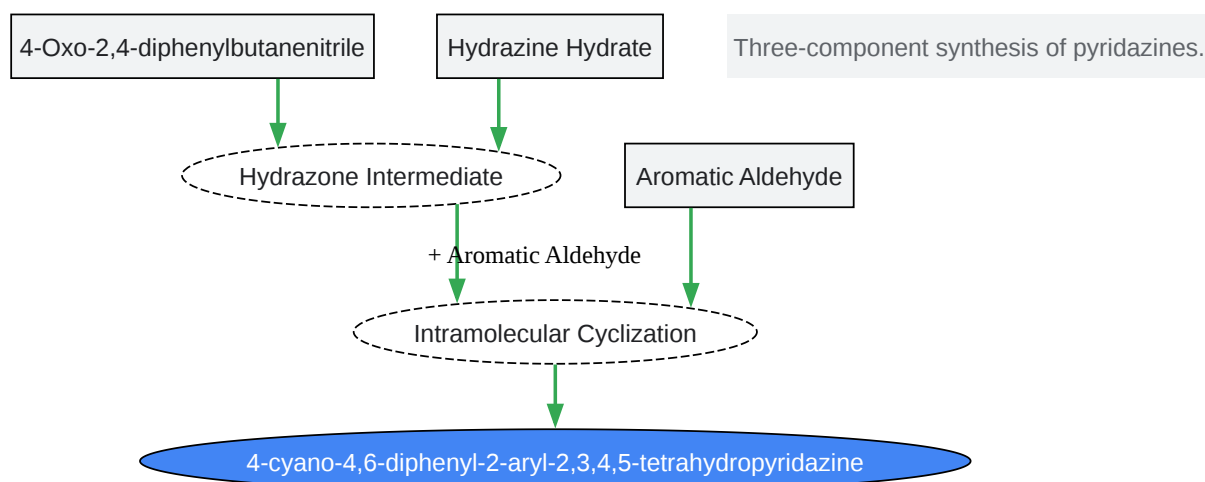 4-Oxo-2,4-diphenylbutanenitrile
Hydrazine Hydrate
Three-component synthesis of pyridazines.
Hydrazone Intermediate
Aromatic Aldehyde
+ Aromatic Aldehyde
Intramolecular Cyclization
4-cyano-4,6-diphenyl-2-aryl-2,3,4,5-tetrahydropyridazine